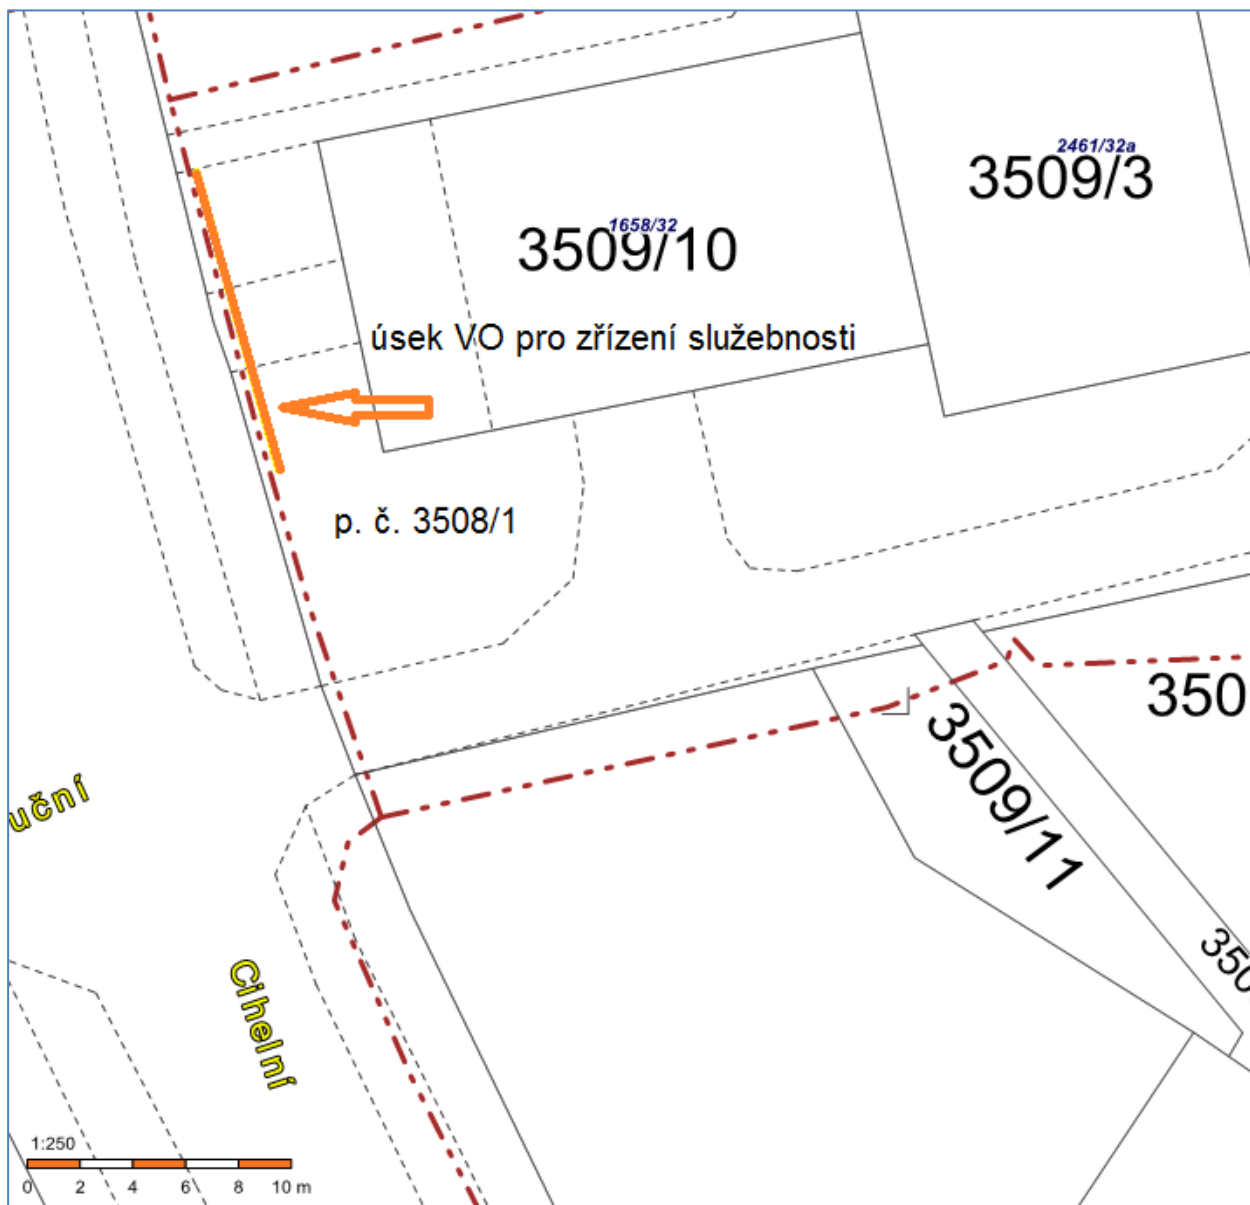 2461/32a
3509/3
1658/32
3509/10
úsek VO pro zřízení služebnosti
p. č. 3508/1
350
3509/11
350
uční
Cihelní
1:250
0 2 4 6 8 10 m